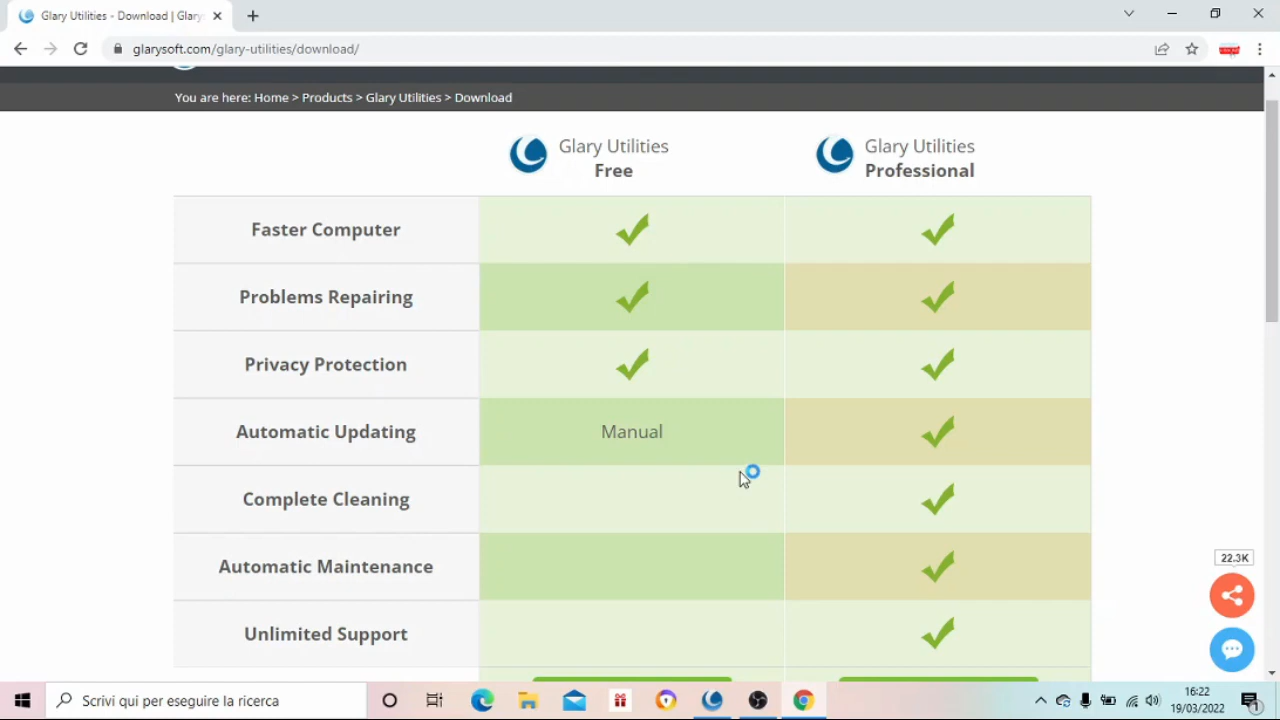 Glary Utilities - Download | Glary
glarysoft.com/glary-utilities/download/
You are here: Home > Products > Glary Utilities > Download
Glary Utilities
Free
Glary Utilities
Professional
Faster Computer
Problems Repairing
Privacy Protection
Automatic Updating
Manual
Complete Cleaning
Automatic Maintenance
Unlimited Support
22.3K
Scrivi qui per eseguire la ricerca
16:22
19/03/2022
1